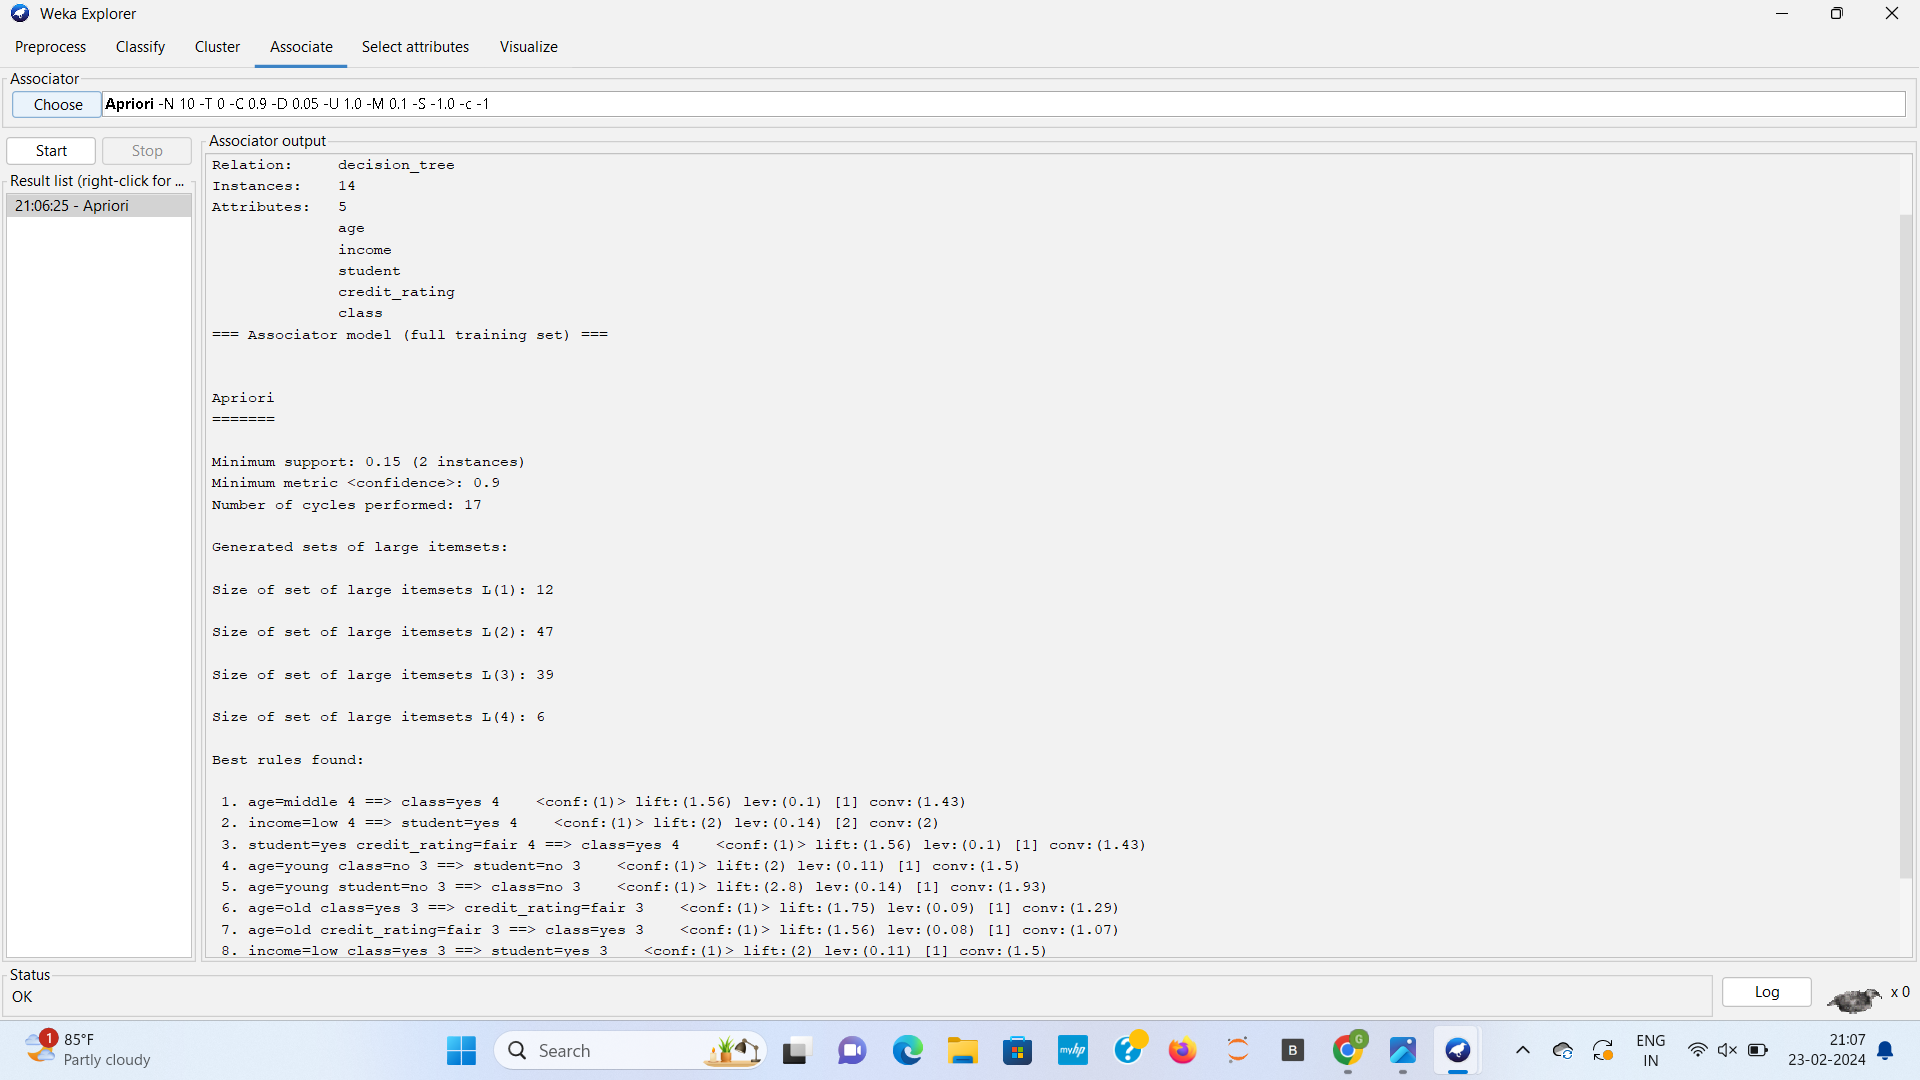 Weka Explorer
Preprocess Classify Cluster Associate Select attributes Visualize
Associator
Choose Apriori -N 10 -T 0 -C 0.9 -D 0.05 -U 1.0 -M 0.1 -S -1.0 -c -1
Start Stop
Result list (right-click for ...
21:06:25 - Apriori
Associator output
Relation: decision_tree
Instances: 14
Attributes: 5
age
income
student
credit_rating
class
=== Associator model (full training set) ===
Apriori
=======
Minimum support: 0.15 (2 instances)
Minimum metric <confidence>: 0.9
Number of cycles performed: 17
Generated sets of large itemsets:
Size of set of large itemsets L(1): 12
Size of set of large itemsets L(2): 47
Size of set of large itemsets L(3): 39
Size of set of large itemsets L(4): 6
Best rules found:
1. age=middle 4 ==> class=yes 4 <conf:(1)> lift:(1.56) lev:(0.1) [1] conv:(1.43)
2. income=low 4 ==> student=yes 4 <conf:(1)> lift:(2) lev:(0.14) [2] conv:(2)
3. student=yes credit_rating=fair 4 ==> class=yes 4 <conf:(1)> lift:(1.56) lev:(0.1) [1] conv:(1.43)
4. age=young class=no 3 ==> student=no 3 <conf:(1)> lift:(2) lev:(0.11) [1] conv:(1.5)
5. age=young student=no 3 ==> class=no 3 <conf:(1)> lift:(2.8) lev:(0.14) [1] conv:(1.93)
6. age=old class=yes 3 ==> credit_rating=fair 3 <conf:(1)> lift:(1.75) lev:(0.09) [1] conv:(1.29)
7. age=old credit_rating=fair 3 ==> class=yes 3 <conf:(1)> lift:(1.56) lev:(0.08) [1] conv:(1.07)
8. income=low class=yes 3 ==> student=yes 3 <conf:(1)> lift:(2) lev:(0.11) [1] conv:(1.5)
Status
OK
Log x 0
1
85°F
Partly cloudy
Search
myhp
?
B
G
ENG
IN
21:07
23-02-2024